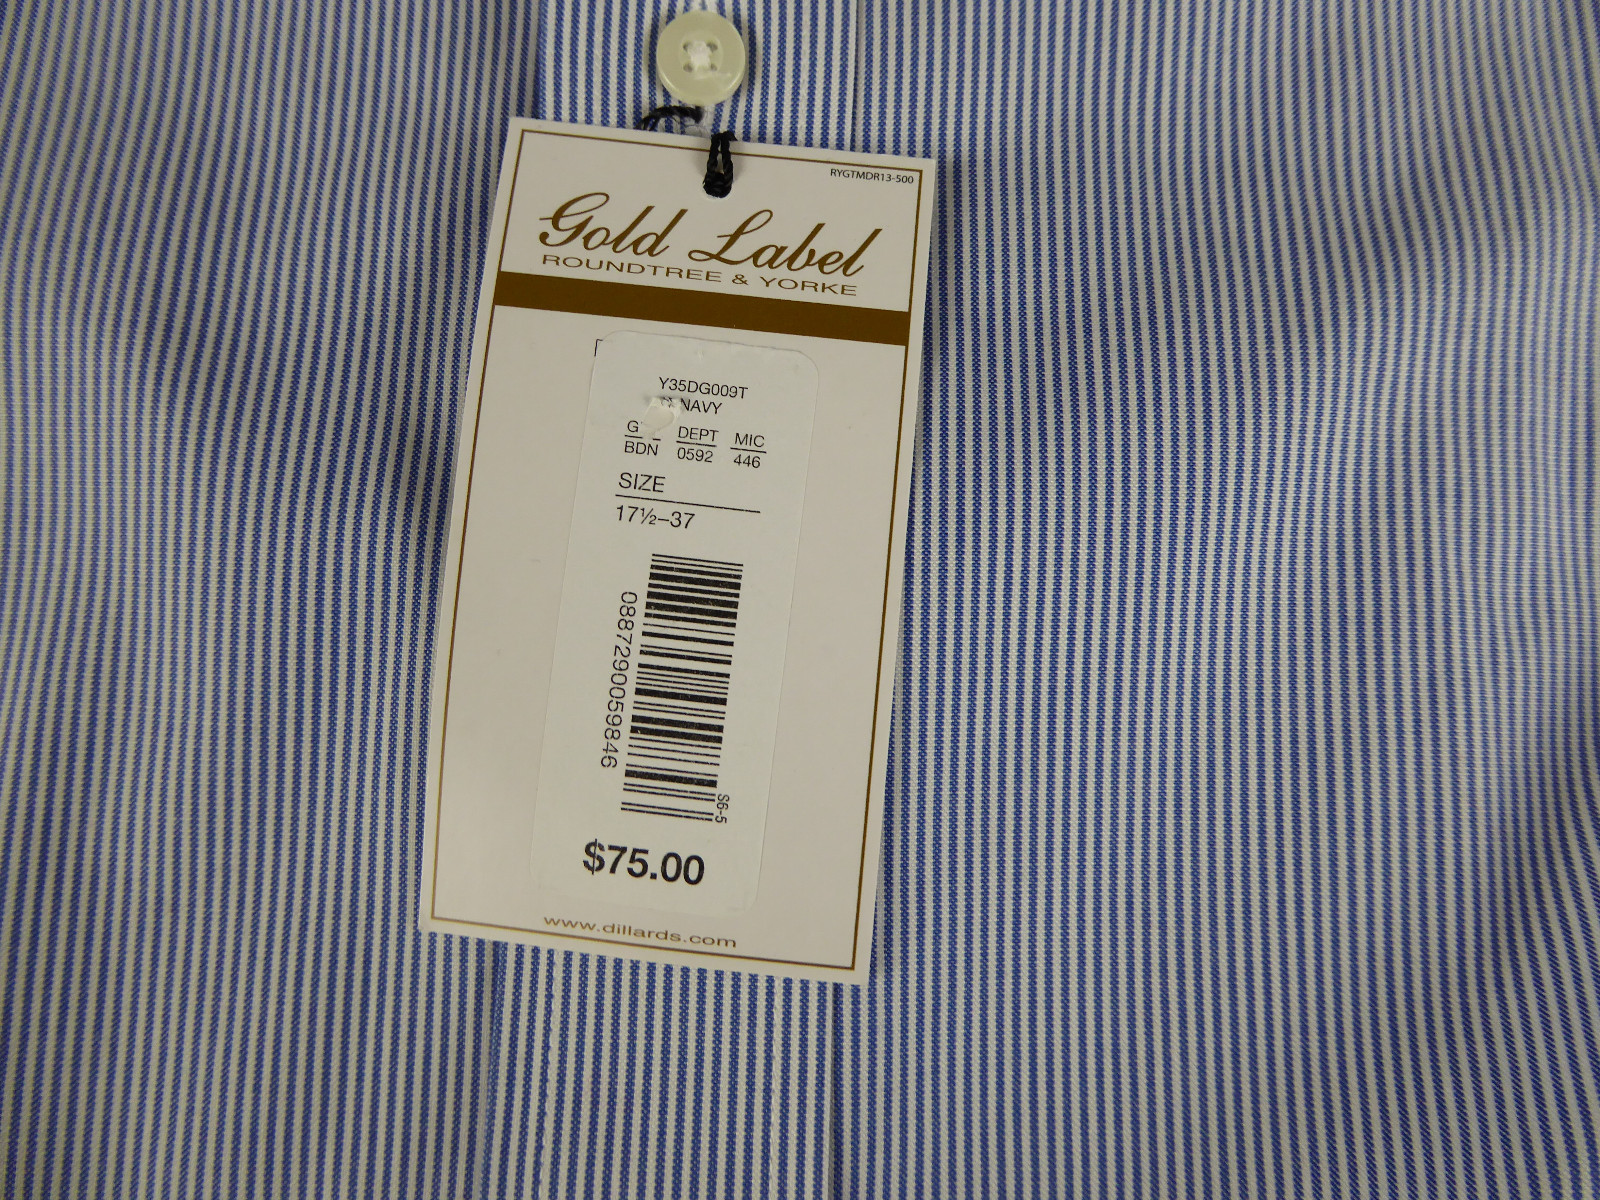 RYGTMDR13-500
Gold Label
ROUNDTREE & YORKE
Y35DG009T
NAVY
DEPT MIC
BDN 0592 446
SIZE
17½–37
0887290059846
S6-5
$75.00
www.dillards.com